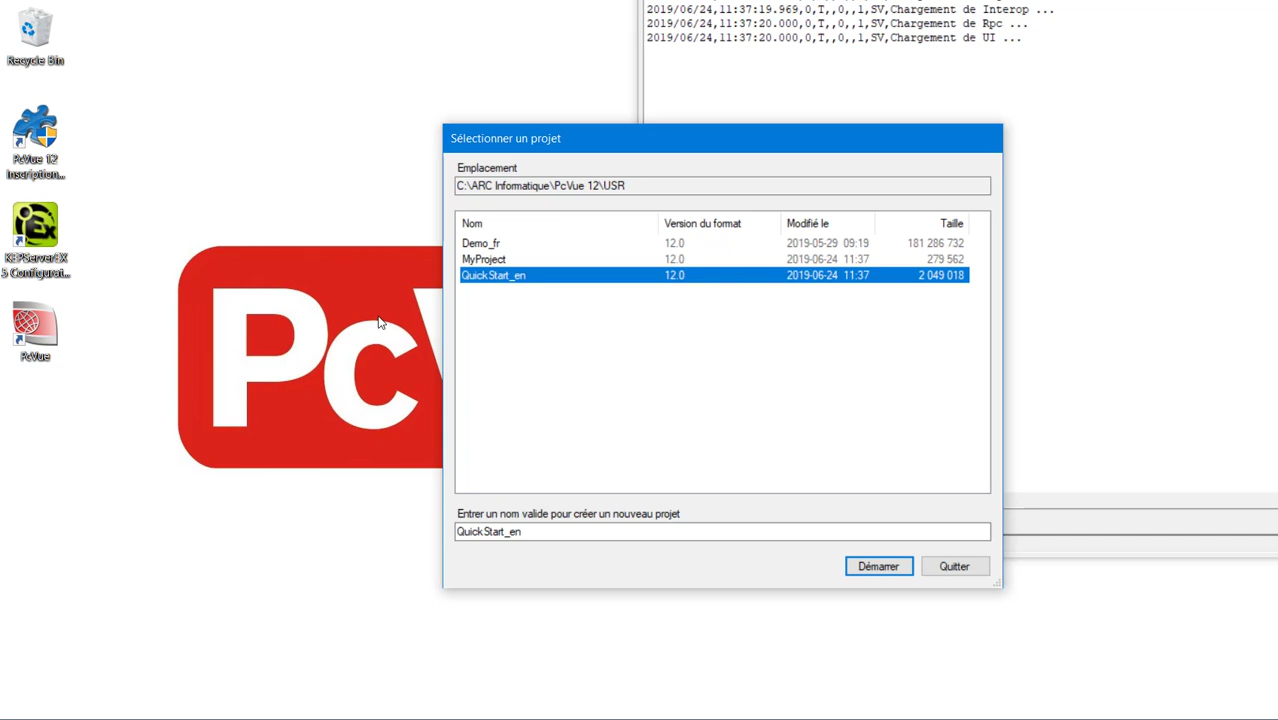 Recycle Bin
PcVue 12
Inscription...
5 Configurat...
PcVue
PcV
2019/06/24,11:37:19.969,0,T,,0,,1,SV,Chargement de Interop ...
2019/06/24,11:37:20.000,0,T,,0,,1,SV,Chargement de Rpc ...
2019/06/24,11:37:20.000,0,T,,0,,1,SV,Chargement de UI ...
Sélectionner un projet
Emplacement
C:\ARC Informatique\PcVue 12\USR
Nom Version du format Modifié le Taille
Demo_fr 12.0 2019-05-29 09:19 181 286 732
MyProject 12.0 2019-06-24 11:37 279 562
QuickStart_en 12.0 2019-06-24 11:37 2 049 018
Entrer un nom valide pour créer un nouveau projet
QuickStart_en
Démarrer Quitter